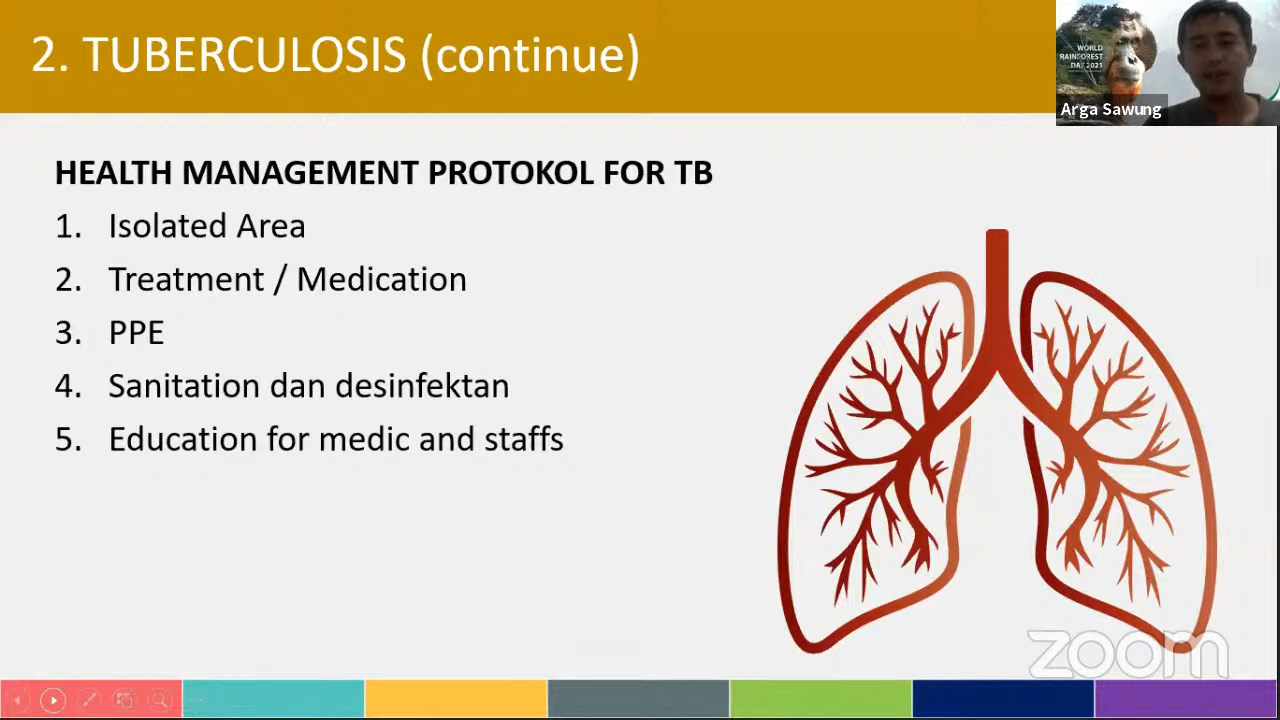 2. TUBERCULOSIS (continue)
WORLD
RAINFOREST
DAY 2021
Arga Sawung
HEALTH MANAGEMENT PROTOKOL FOR TB
1. Isolated Area
2. Treatment / Medication
3. PPE
4. Sanitation dan desinfektan
5. Education for medic and staffs
zoom